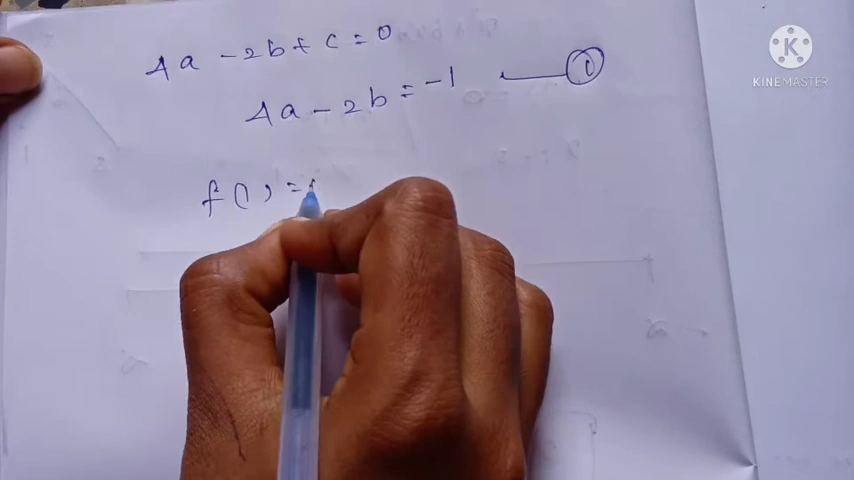 4a - 2b + c = 0
4a - 2b = -1 ①
f(1) =
K
KINEMASTER